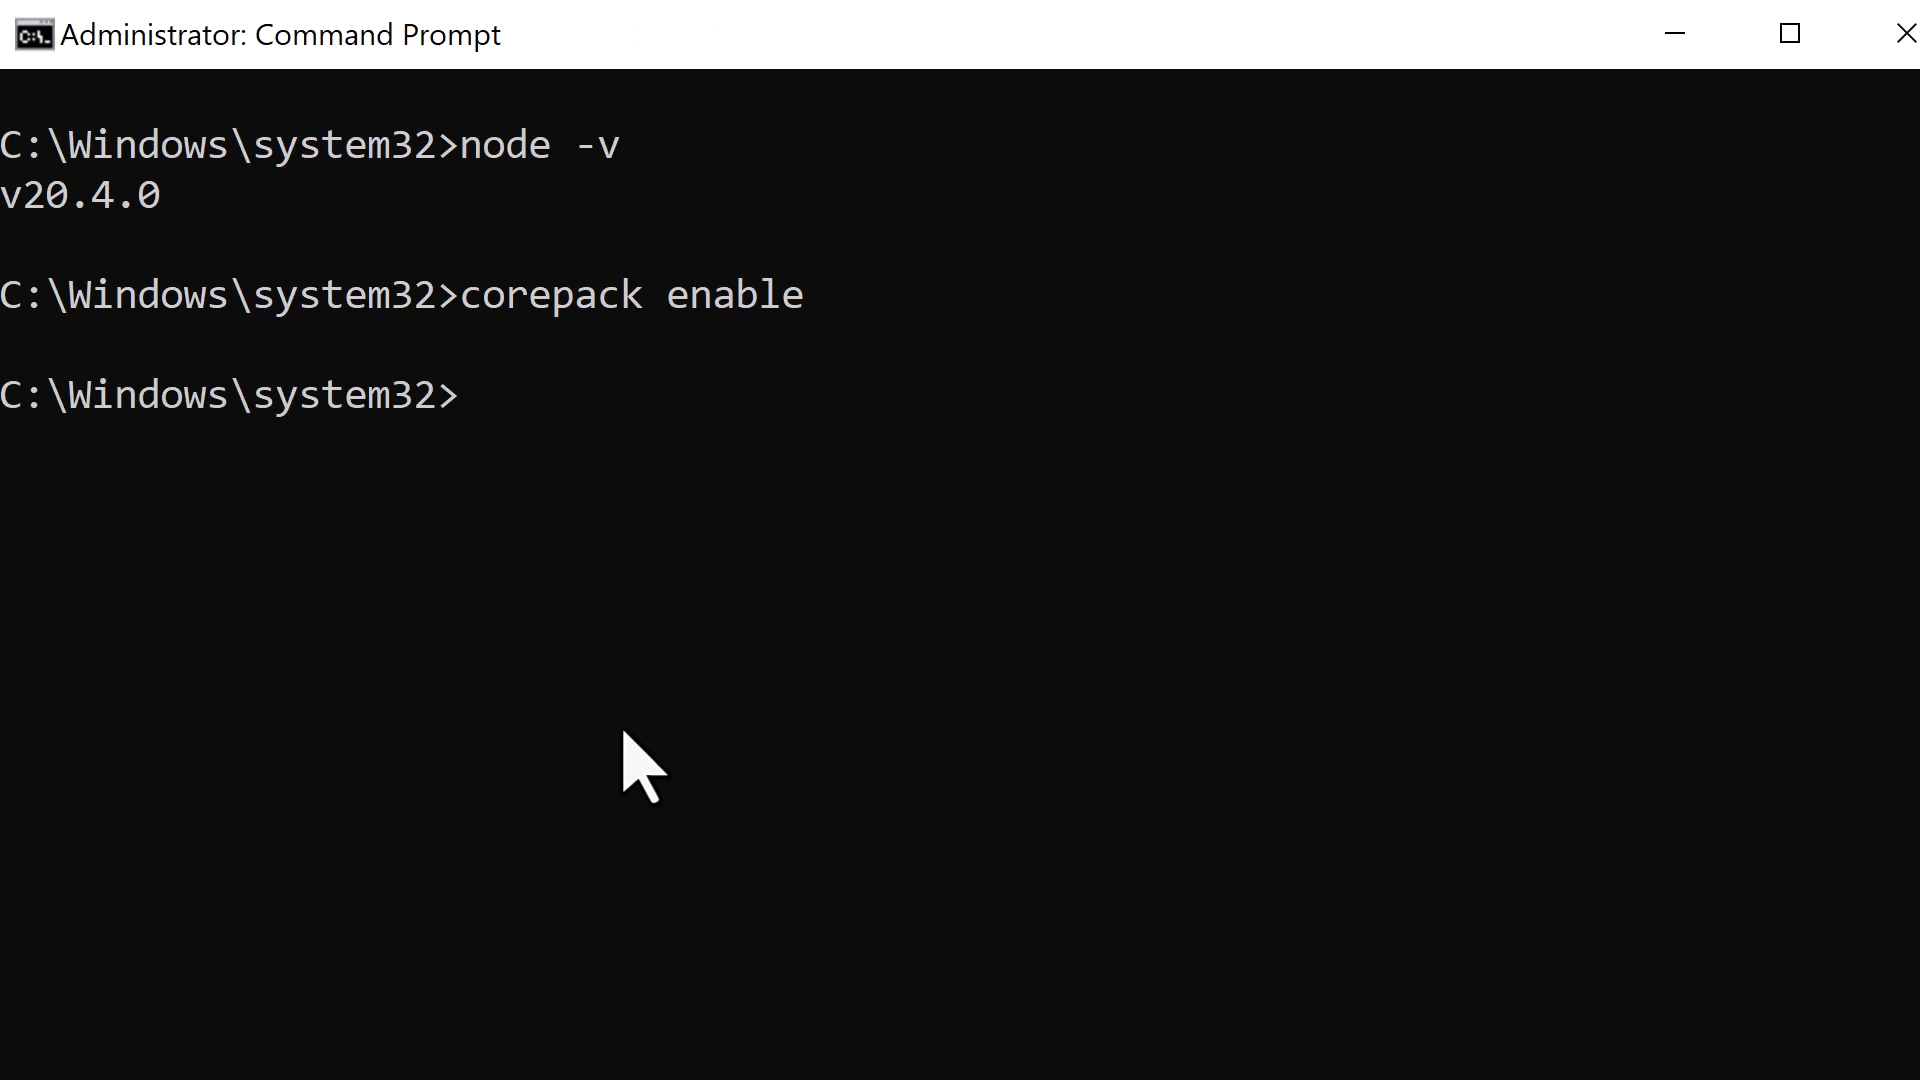 Administrator: Command Prompt
C:\Windows\system32>node -v
v20.4.0
C:\Windows\system32>corepack enable
C:\Windows\system32>